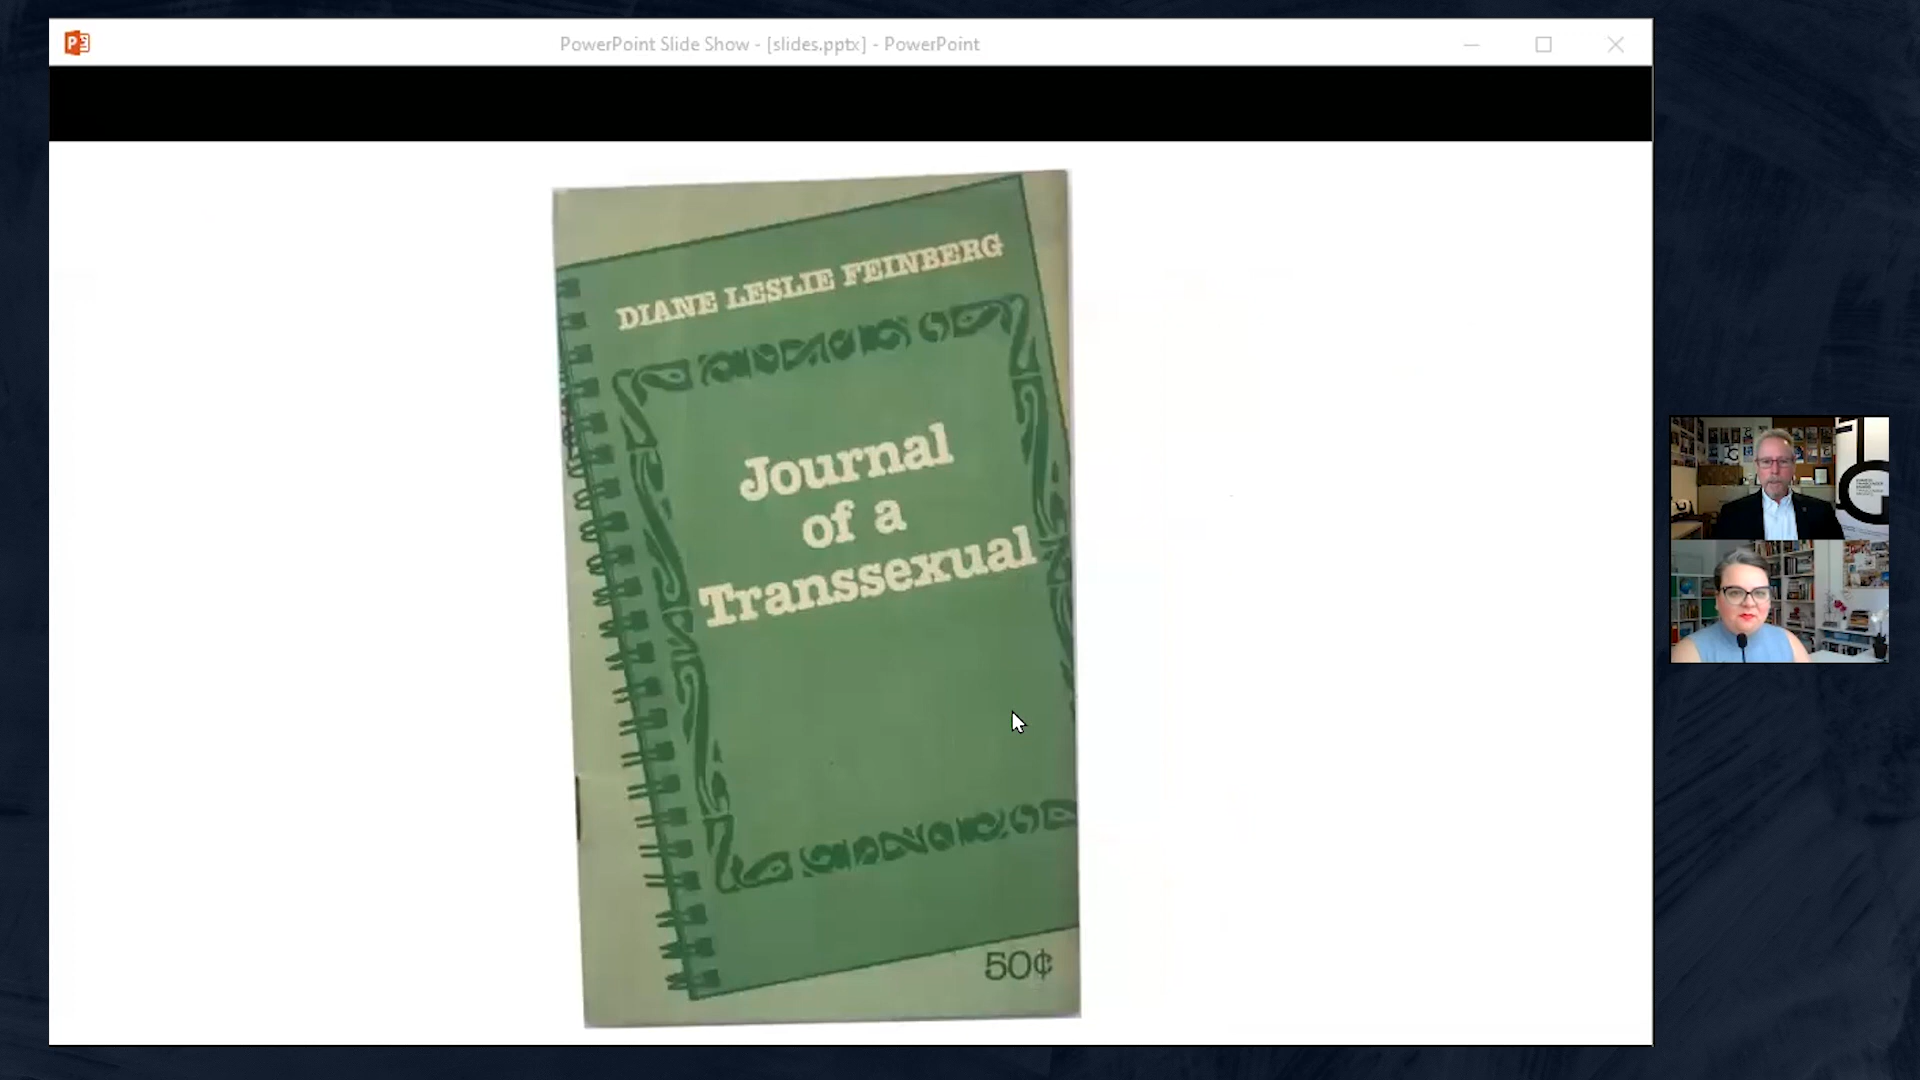 PowerPoint Slide Show - [slides.pptx] - PowerPoint
DIANE LESLIE FEINBERG
Journal
of a
Transsexual
50¢